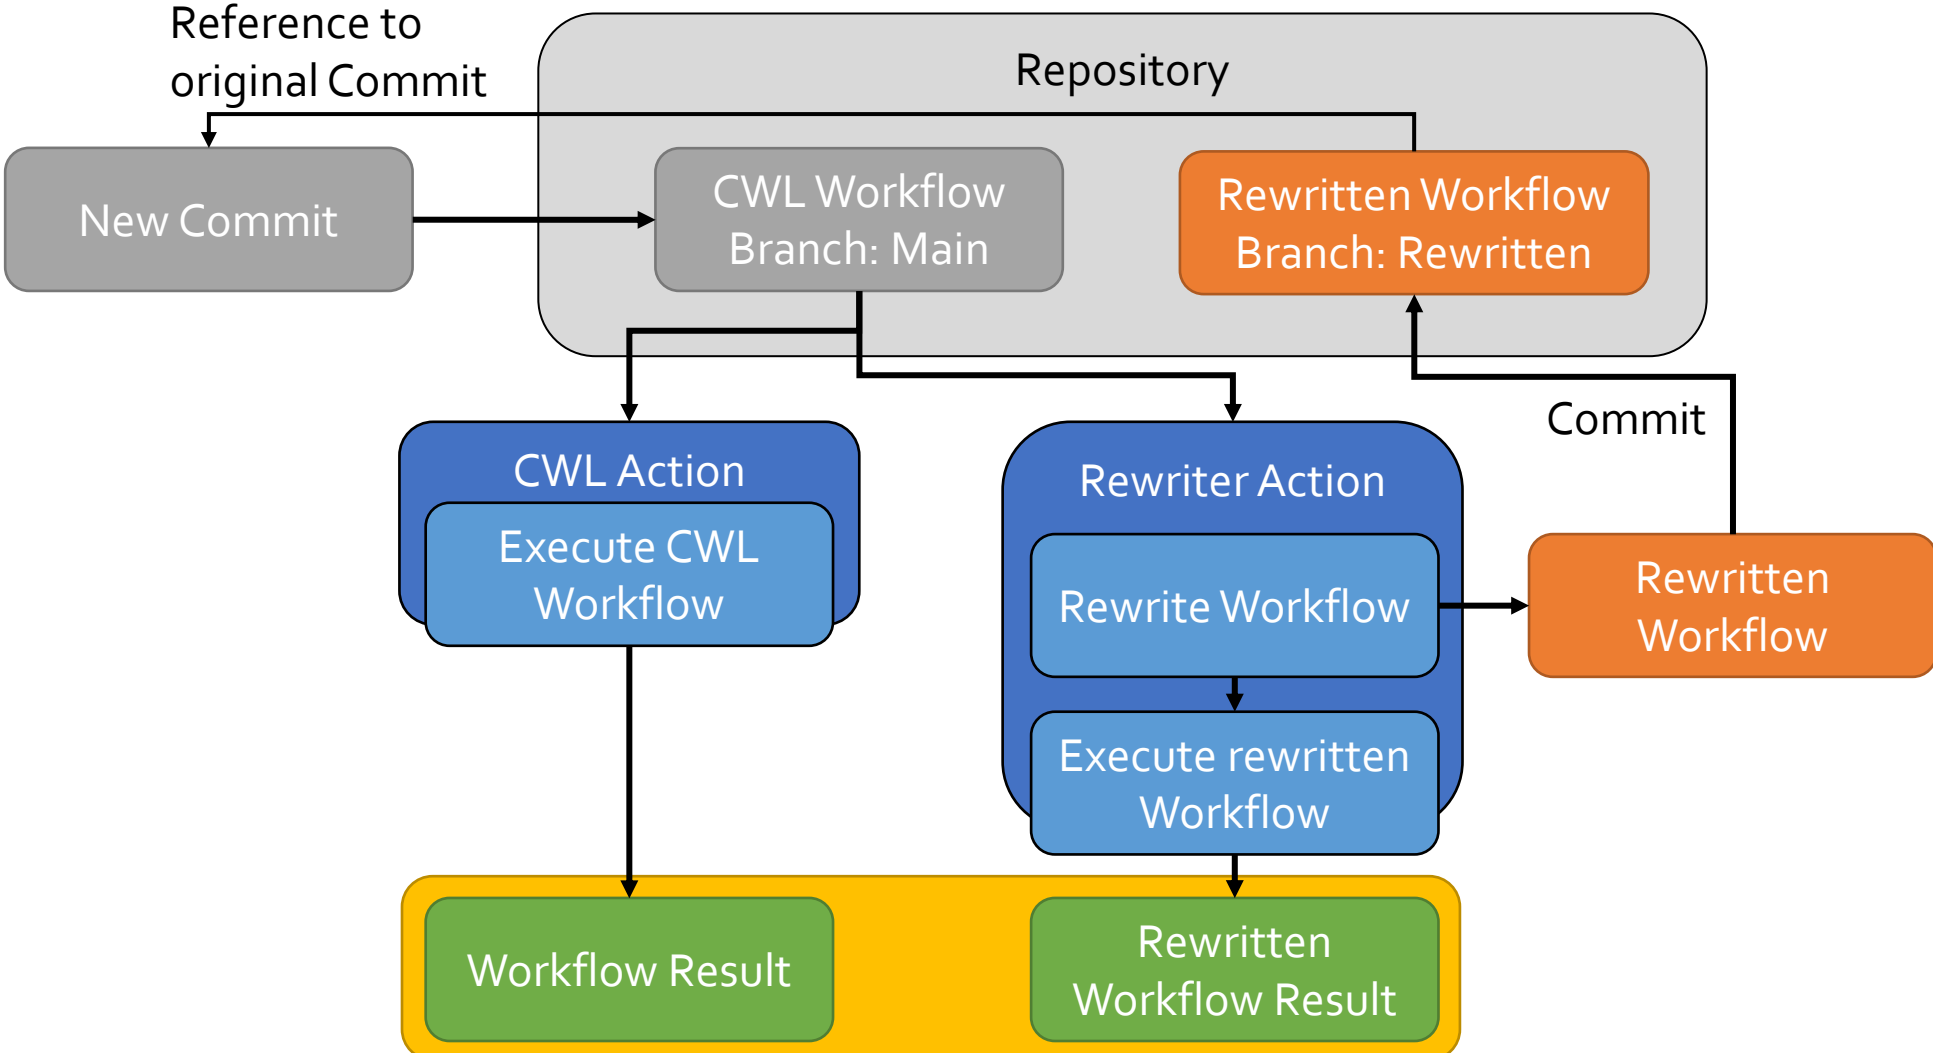 Reference to
original Commit
Repository
New Commit
CWL Workflow
Branch: Main
Rewritten Workflow
Branch: Rewritten
Commit
CWL Action
Execute CWL
Workflow
Rewriter Action
Rewrite Workflow
Rewritten
Workflow
Execute rewritten
Workflow
Workflow Result
Rewritten
Workflow Result